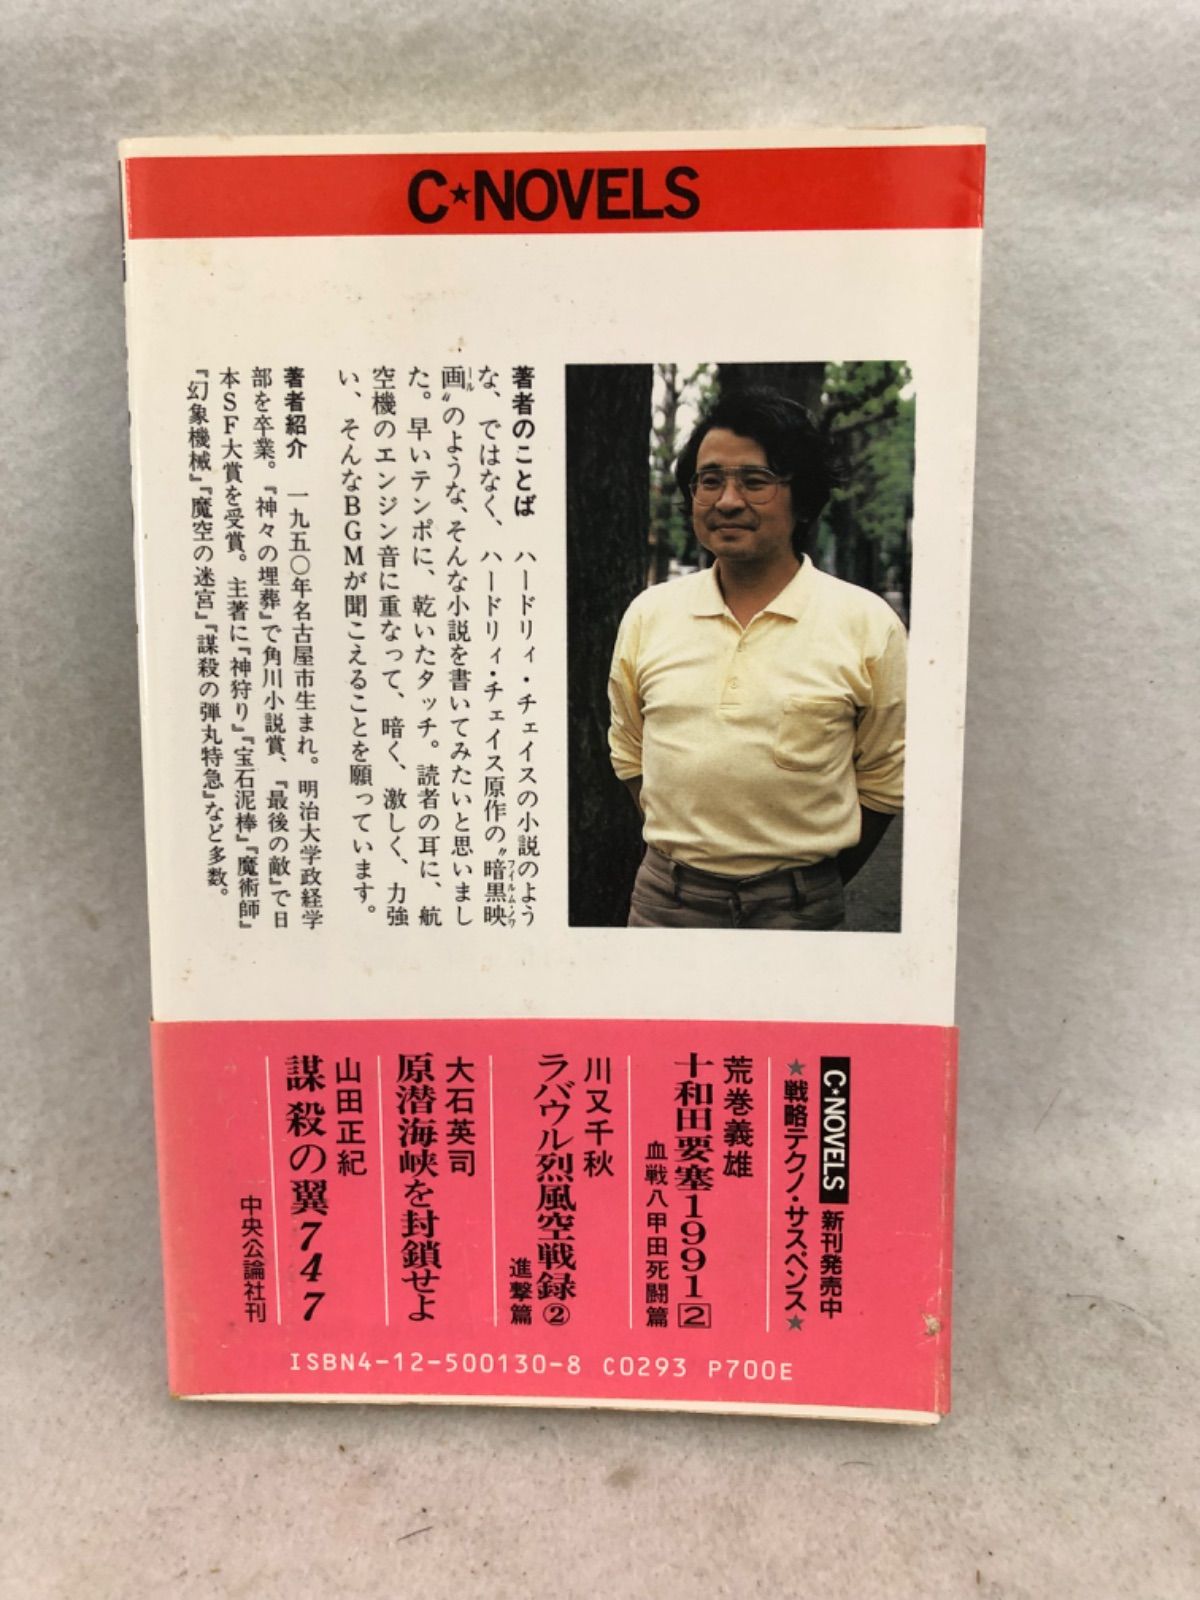 C★NOVELS
著者のことば　ハードリィ・チェイスの小説のよう
な、ではなく、ハードリィ・チェイス原作の〝暗黒映
画〟のような、そんな小説を書いてみたいと思いまし
た。早いテンポに、乾いたタッチ。読者の耳に、航
空機のエンジン音に重なって、暗く、激しく、力強
い、そんなBGMが聞こえることを願っています。
フイルム・ノワ
ール
著者紹介　一九五〇年名古屋市生まれ。明治大学政経学
部を卒業。『神々の埋葬』で角川小説賞、『最後の敵』で日
本SF大賞を受賞。主著に『神狩り』『宝石泥棒』『魔術師』
『幻象機械』『魔空の迷宮』『謀殺の弾丸特急』など多数。
C★NOVELS 新刊発売中
★戦略テクノ・サスペンス★
荒巻義雄
十和田要塞1991 2
血戦八甲田死闘篇
川又千秋
ラバウル烈風空戦録②
進撃篇
大石英司
原潜海峡を封鎖せよ
山田正紀
謀殺の翼747
中央公論社刊
ISBN4-12-500130-8 C0293 P700E